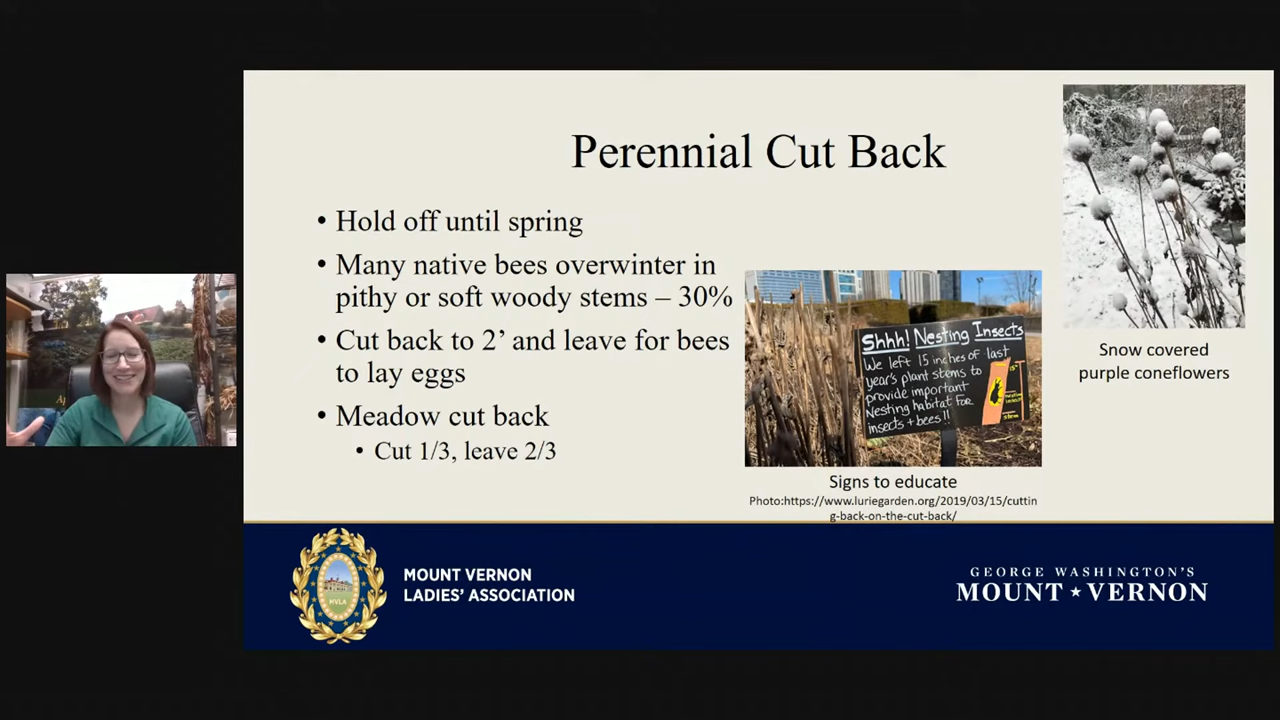 Perennial Cut Back
• Hold off until spring
• Many native bees overwinter in
pithy or soft woody stems – 30%
• Cut back to 2’ and leave for bees
to lay eggs
• Meadow cut back
• Cut 1/3, leave 2/3
Shhh! Nesting Insects
We left 15 inches of last
year's plant stems to
provide important
Nesting habitat for
insects + bees!!
15"
Signs to educate
Photo:https://www.luriegarden.org/2019/03/15/cuttin
g-back-on-the-cut-back/
Snow covered
purple coneflowers
MVLA
MOUNT VERNON
LADIES’ ASSOCIATION
GEORGE WASHINGTON’S
MOUNT ★ VERNON